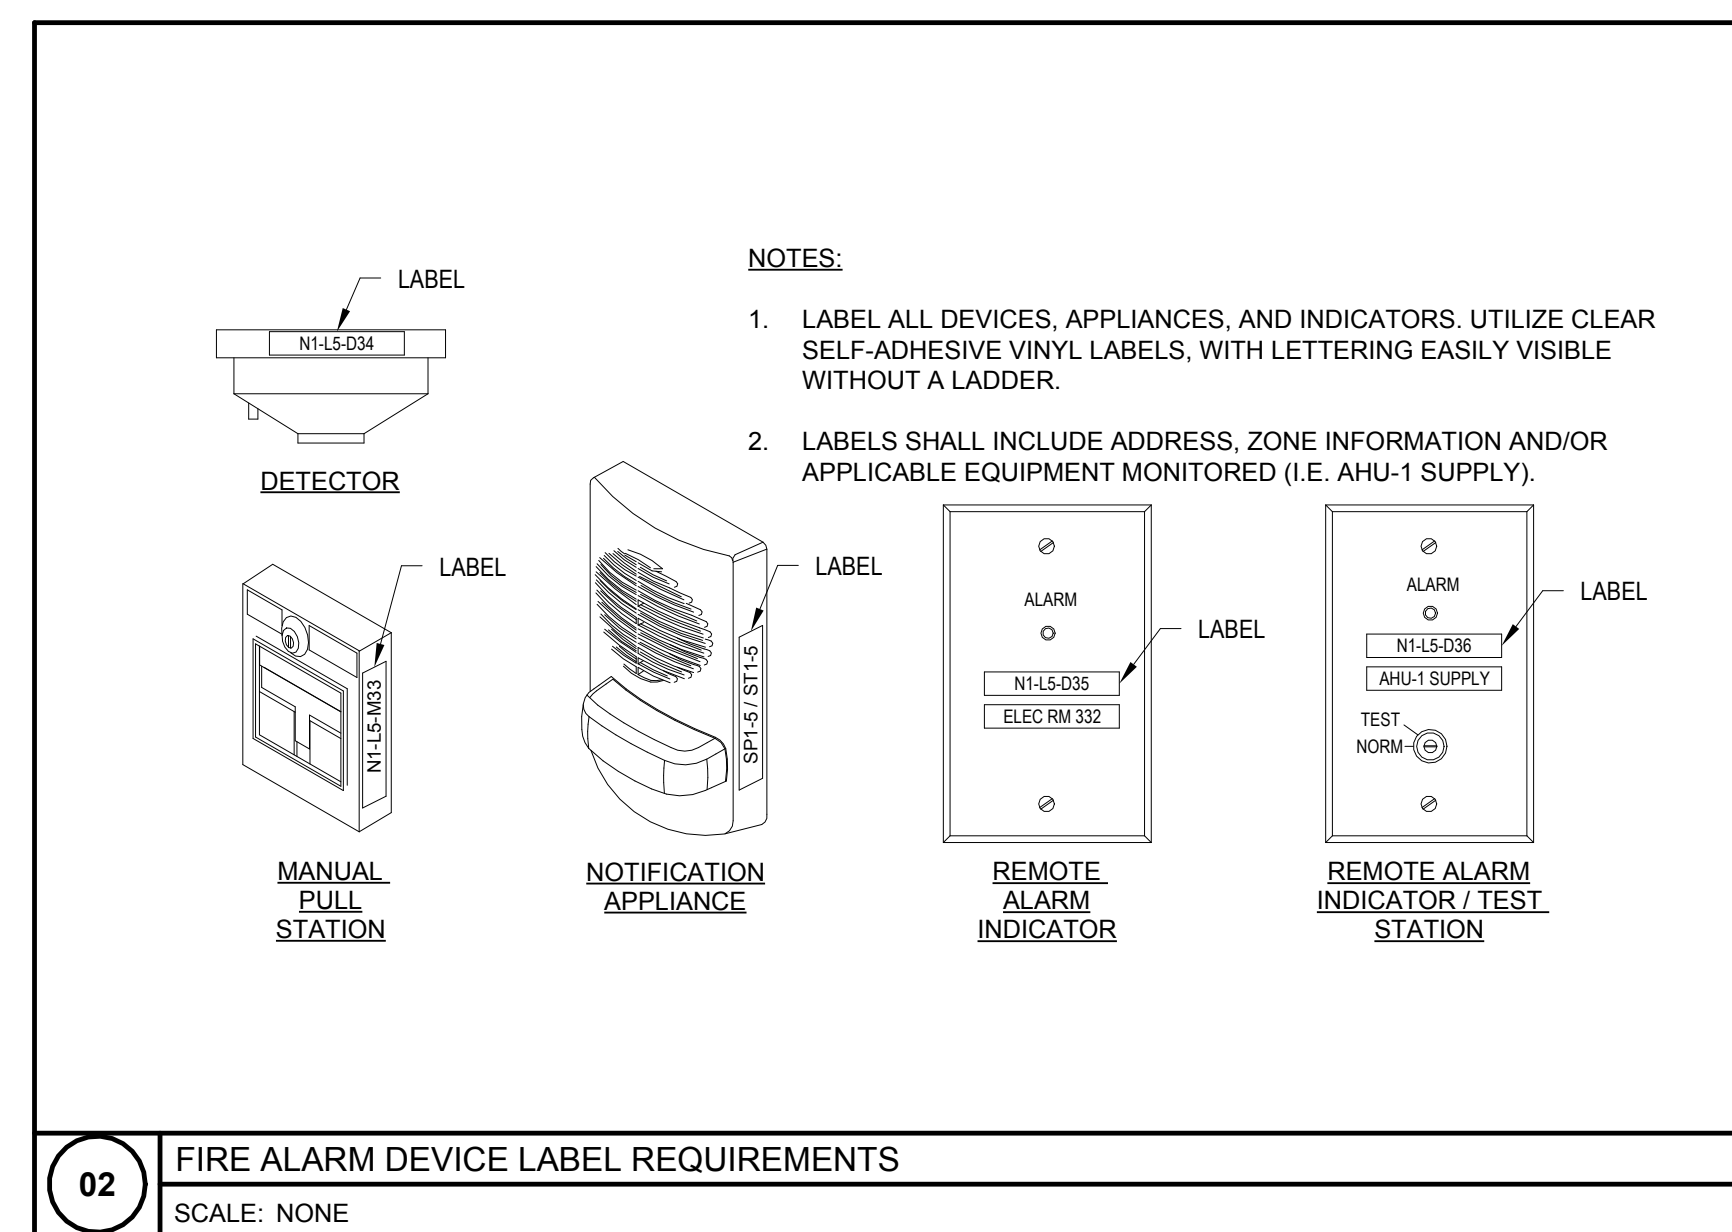 NOTES:
1. LABEL ALL DEVICES, APPLIANCES, AND INDICATORS. UTILIZE CLEAR
SELF-ADHESIVE VINYL LABELS, WITH LETTERING EASILY VISIBLE
WITHOUT A LADDER.
2. LABELS SHALL INCLUDE ADDRESS, ZONE INFORMATION AND/OR
APPLICABLE EQUIPMENT MONITORED (I.E. AHU-1 SUPPLY).
LABEL
N1-L5-D34
DETECTOR
LABEL
N1-L5-M33
MANUAL
PULL
STATION
LABEL
SP1-5 / ST1-5
NOTIFICATION
APPLIANCE
ALARM
LABEL
N1-L5-D35
ELEC RM 332
REMOTE
ALARM
INDICATOR
ALARM
LABEL
N1-L5-D36
AHU-1 SUPPLY
TEST
NORM
REMOTE ALARM
INDICATOR / TEST
STATION
02
FIRE ALARM DEVICE LABEL REQUIREMENTS
SCALE: NONE